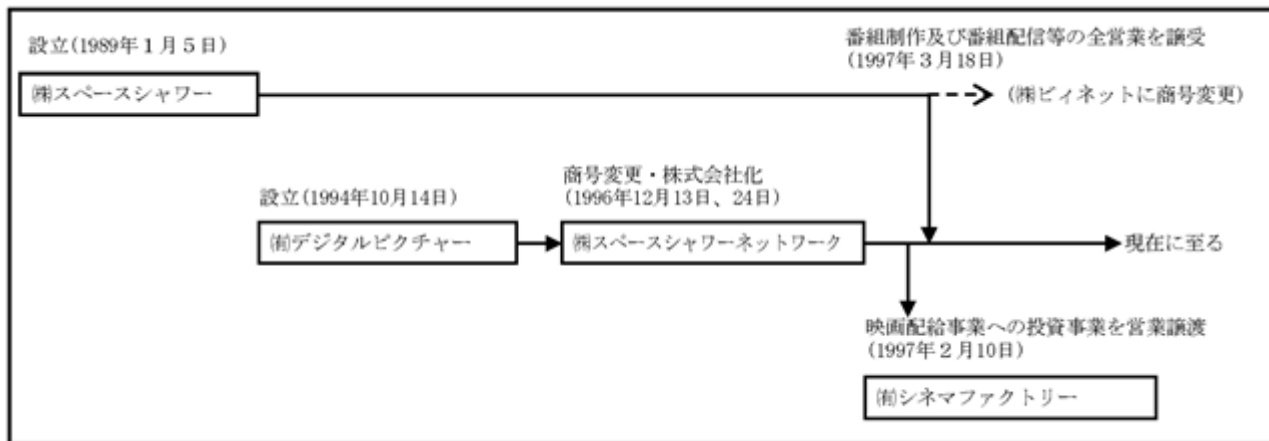 設立(1989年1月5日)
㈱スペースシャワー
番組制作及び番組配信等の全営業を譲受
(1997年3月18日)
(㈱ビィネットに商号変更)
設立(1994年10月14日)
㈲デジタルピクチャー
商号変更・株式会社化
(1996年12月13日、24日)
㈱スペースシャワーネットワーク
現在に至る
映画配給事業への投資事業を営業譲渡
(1997年2月10日)
㈲シネマファクトリー